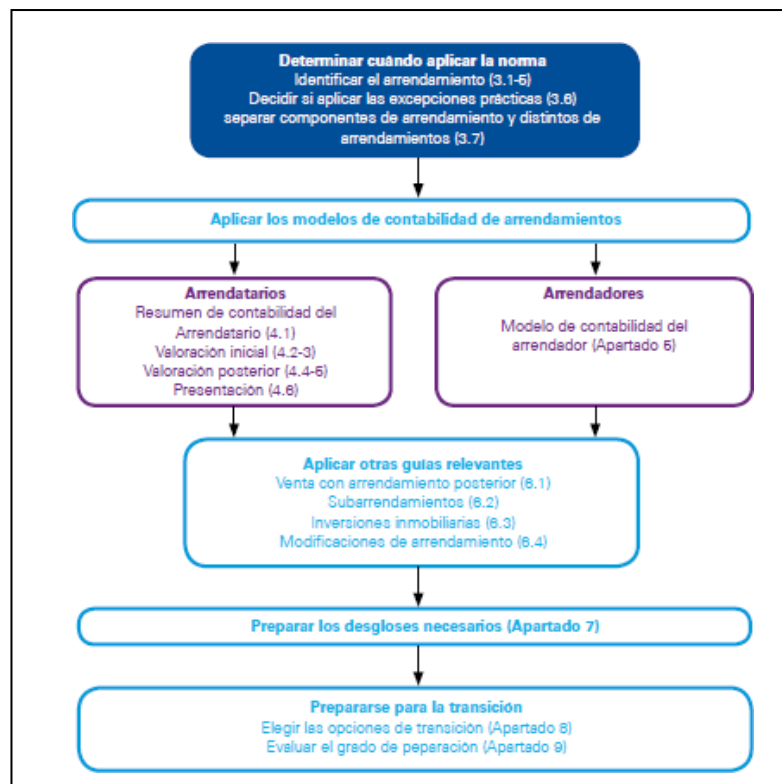 Determinar cuándo aplicar la norma
Identificar el arrendamiento (3.1-5)
Decidir si aplicar las excepciones prácticas (3.6)
separar componentes de arrendamiento y distintos de
arrendamientos (3.7)
Aplicar los modelos de contabilidad de arrendamientos
Arrendatarios
Resumen de contabilidad del
Arrendatario (4.1)
Valoración inicial (4.2-3)
Valoración posterior (4.4-5)
Presentación (4.6)
Arrendadores
Modelo de contabilidad del
arrendador (Apartado 5)
Aplicar otras guías relevantes
Venta con arrendamiento posterior (6.1)
Subarrendamientos (6.2)
Inversiones inmobiliarias (6.3)
Modificaciones de arrendamiento (6.4)
Preparar los desgloses necesarios (Apartado 7)
Prepararse para la transición
Elegir las opciones de transición (Apartado 8)
Evaluar el grado de peparación (Apartado 9)